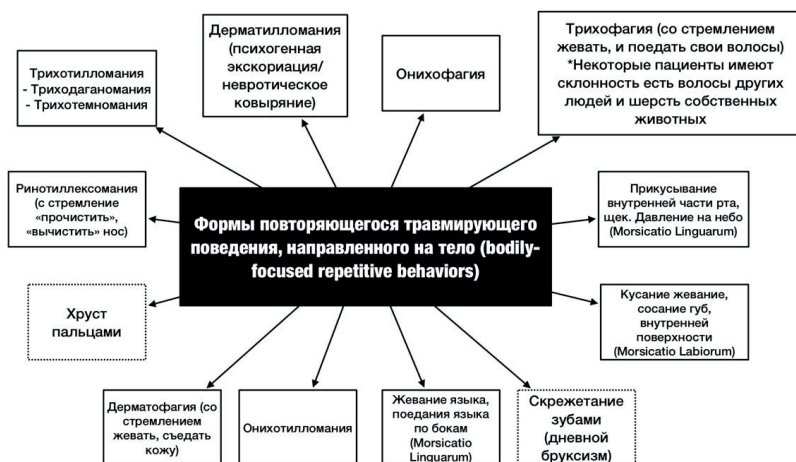 Трихотилломания
- Триходаганомания
- Трихотемномания
Дерматилломания
(психогенная
экскориация/
невротическое
ковыряние)
Онихофагия
Трихофагия (со стремлением
жевать, и поедать свои волосы)
*Некоторые пациенты имеют
склонность есть волосы других
людей и шерсть собственных
животных
Ринотиллексомания
(с стремление
«прочистить»,
«вычистить» нос)
Формы повторяющегося травмирующего
поведения, направленного на тело (bodily-
focused repetitive behaviors)
Прикусывание
внутренней части рта,
щек. Давление на небо
(Morsicatio Linguarum)
Хруст
пальцами
Кусание жевание,
сосание губ,
внутренней
поверхности
(Morsicatio Labiorum)
Дерматофагия (со
стремлением
жевать, съедать
кожу)
Онихотилломания
Жевание языка,
поедания языка
по бокам
(Morsicatio
Linguarum)
Скрежетание
зубами
(дневной
бруксизм)